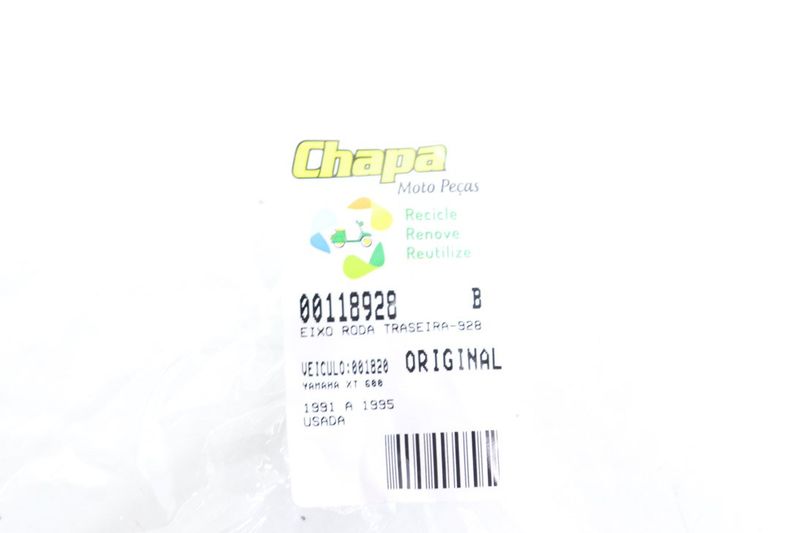 Chapa
Moto Peças
Recicle
Renove
Reutilize
00118928 B
EIXO RODA TRASEIRA-928
VEICULO:001820 ORIGINAL
YAMAHA XT 600
1991 A 1995
USADA